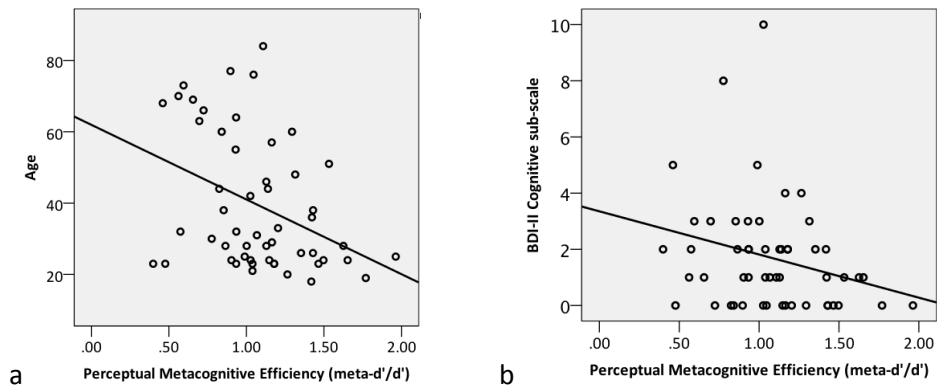 80
60
40
20
Age
.00 .50 1.00 1.50 2.00
Perceptual Metacognitive Efficiency (meta-d'/d')
a
10
8
6
4
2
0
BDI-II Cognitive sub-scale
.00 .50 1.00 1.50 2.00
Perceptual Metacognitive Efficiency (meta-d'/d')
b